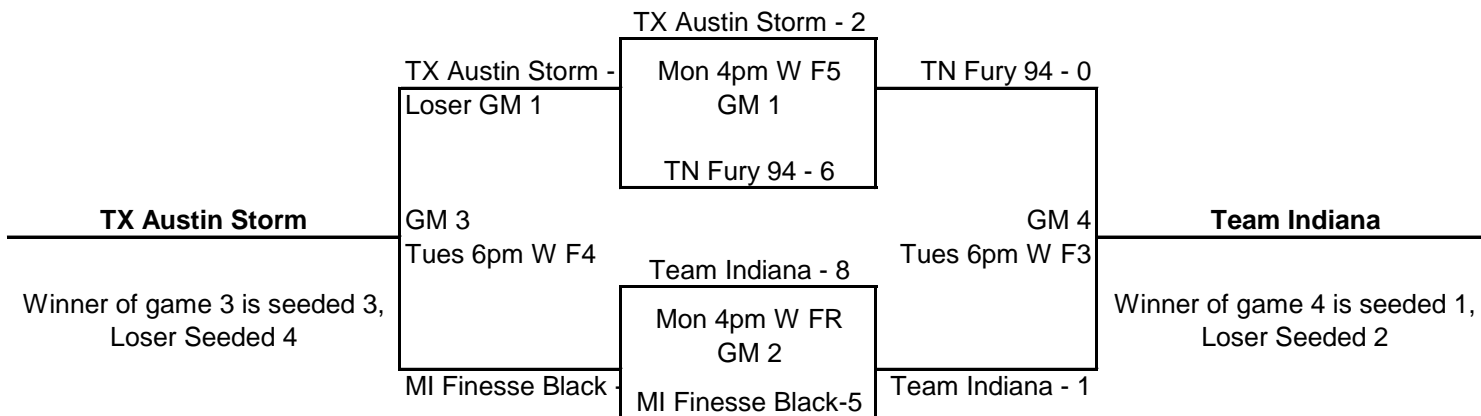 TX Austin Storm - 2
TX Austin Storm -
Mon 4pm W F5
TN Fury 94 - 0
Loser GM 1
GM 1
TN Fury 94 - 6
TX Austin Storm
GM 3
GM 4
Team Indiana
Tues 6pm W F4
Tues 6pm W F3
Team Indiana - 8
Winner of game 3 is seeded 3,
Loser Seeded 4
Mon 4pm W FR
GM 2
Winner of game 4 is seeded 1,
Loser Seeded 2
MI Finesse Black -
MI Finesse Black-5
Team Indiana - 1